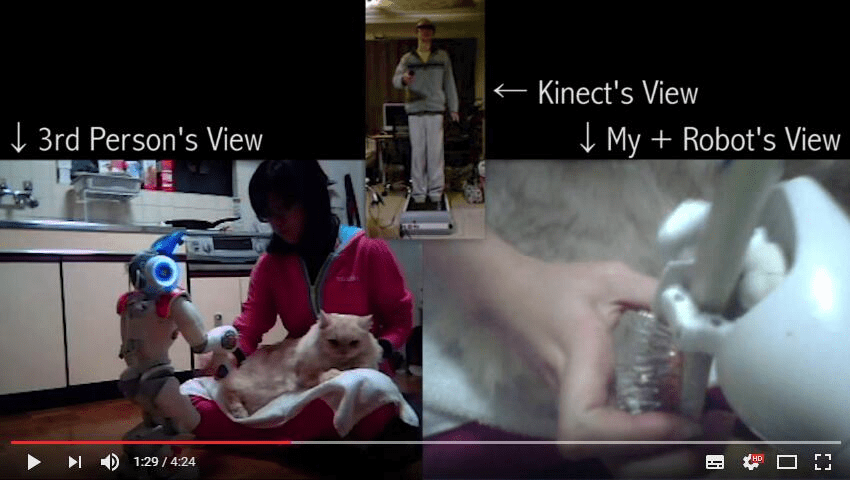 ← Kinect's View
↓ 3rd Person's View
↓ My + Robot's View
1:29 / 4:24
HD